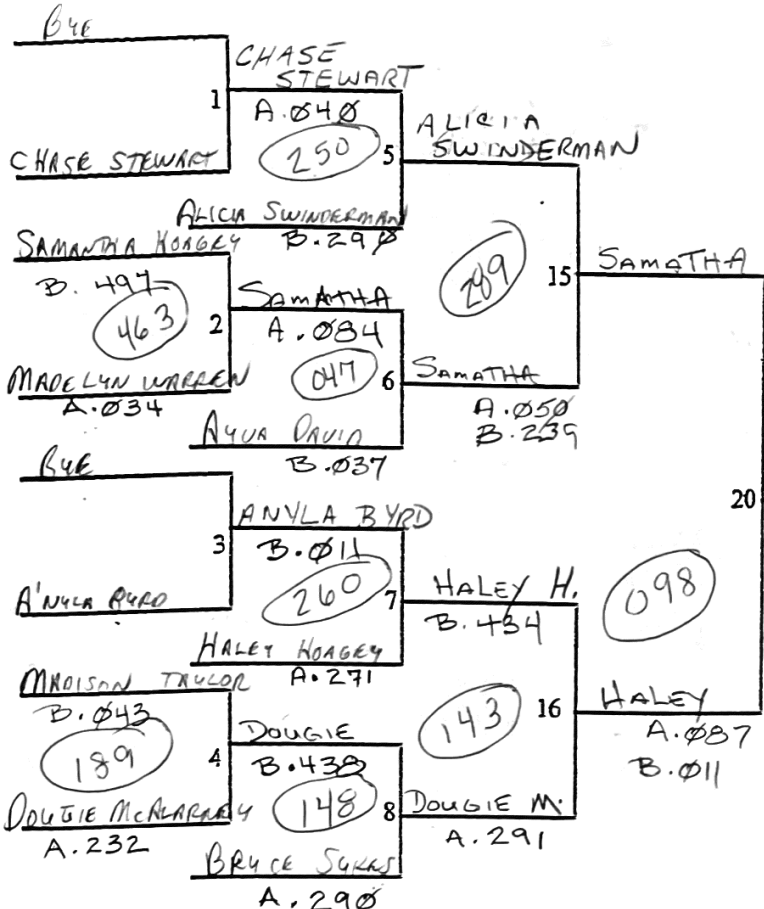 BYE
CHASE
STEWART
1
A.040
250
CHASE STEWART
5
ALICIA
SWINDERMAN
ALICIA SWINDERMAN
B.290
SAMANTHA HOAGEY
B.497
463
2
SAMATHA
A.084
289
15
SAMATHA
047
6
SAMATHA
MADELYN WARREN
A.034
A.050
B.239
DAVID
B.037
BYE
20
ANYLA BYRD
3
B.011
260
7
HALEY H.
B.434
098
A'NYLA BYRD
HALEY HOAGEY
A.271
MADISON TAYLOR
B.043
189
4
DOUGIE
B.438
143
16
HALEY
A.087
B.011
148
8
DOUGIE M.
A.291
DOUGIE MCALARNEY
A.232
BRYCE SYKES
A.290